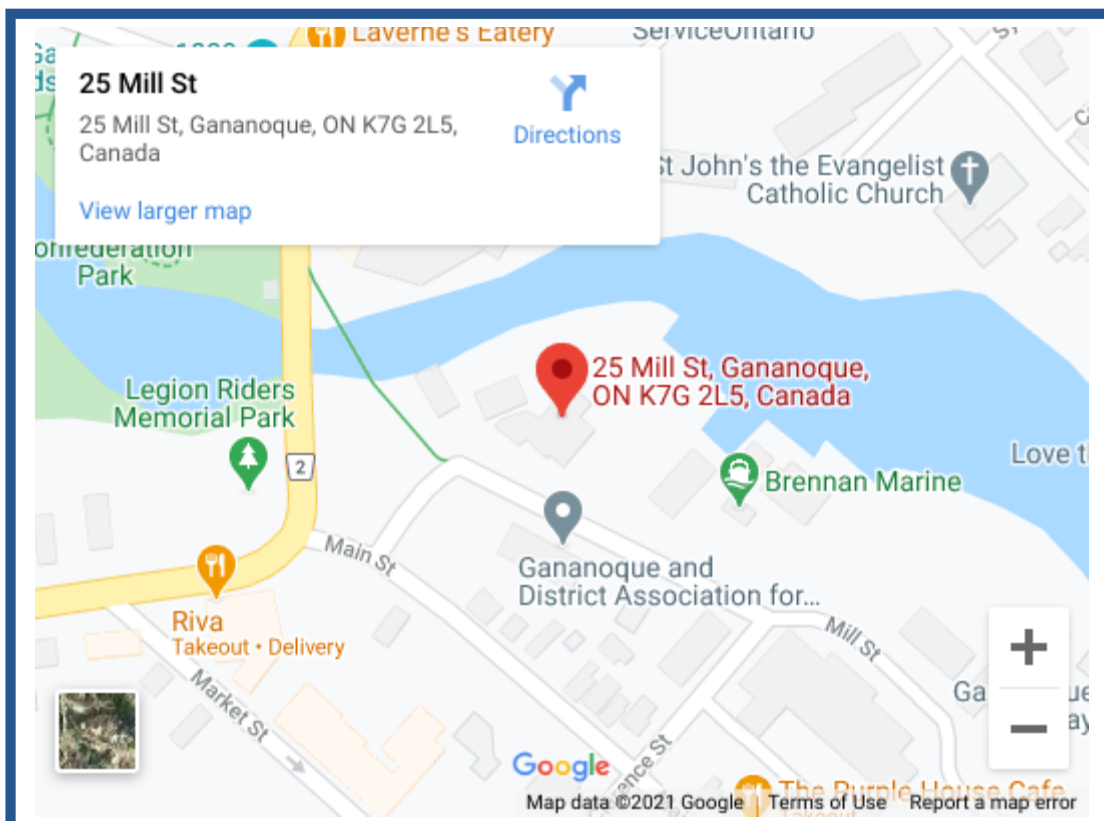 Laverne's Eatery
ServiceOntario
25 Mill St
25 Mill St, Gananoque, ON K7G 2L5,
Canada
Directions
View larger map
St John's the Evangelist
Catholic Church
Park
25 Mill St, Gananoque,
ON K7G 2L5, Canada
Legion Riders
Memorial Park
2
Love
Brennan Marine
Main St
Gananoque and
District Association for...
Riva
Takeout • Delivery
Mill St
Market St
Google
The Purple House Cafe
Takeout
Map data ©2021 Google
Terms of Use
Report a map error